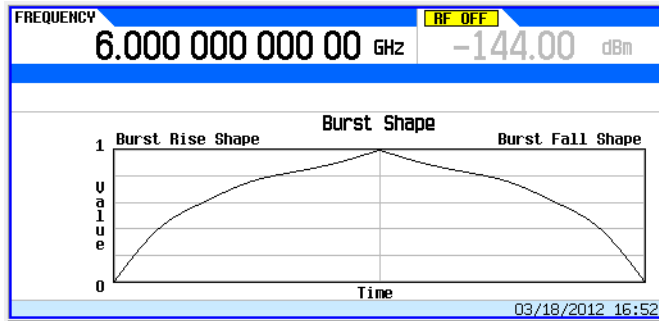 FREQUENCY
6.000 000 000 00 GHz
RF OFF
-144.00 dBm
Burst Shape
Burst Rise Shape
Burst Fall Shape
1
Value
0
Time
03/18/2012 16:52